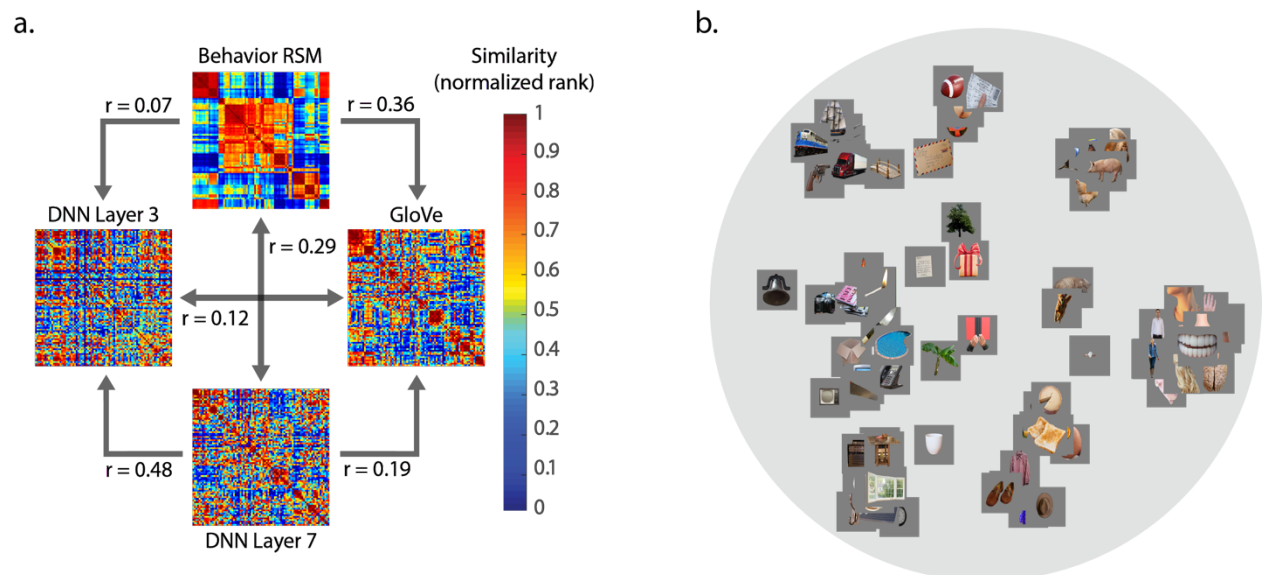 a.
Behavior RSM
Similarity
(normalized rank)
r = 0.07
r = 0.36
1
0.9
0.8
0.7
0.6
0.5
0.4
0.3
0.2
0.1
0
DNN Layer 3
GloVe
r = 0.29
r = 0.12
r = 0.48
r = 0.19
DNN Layer 7
b.